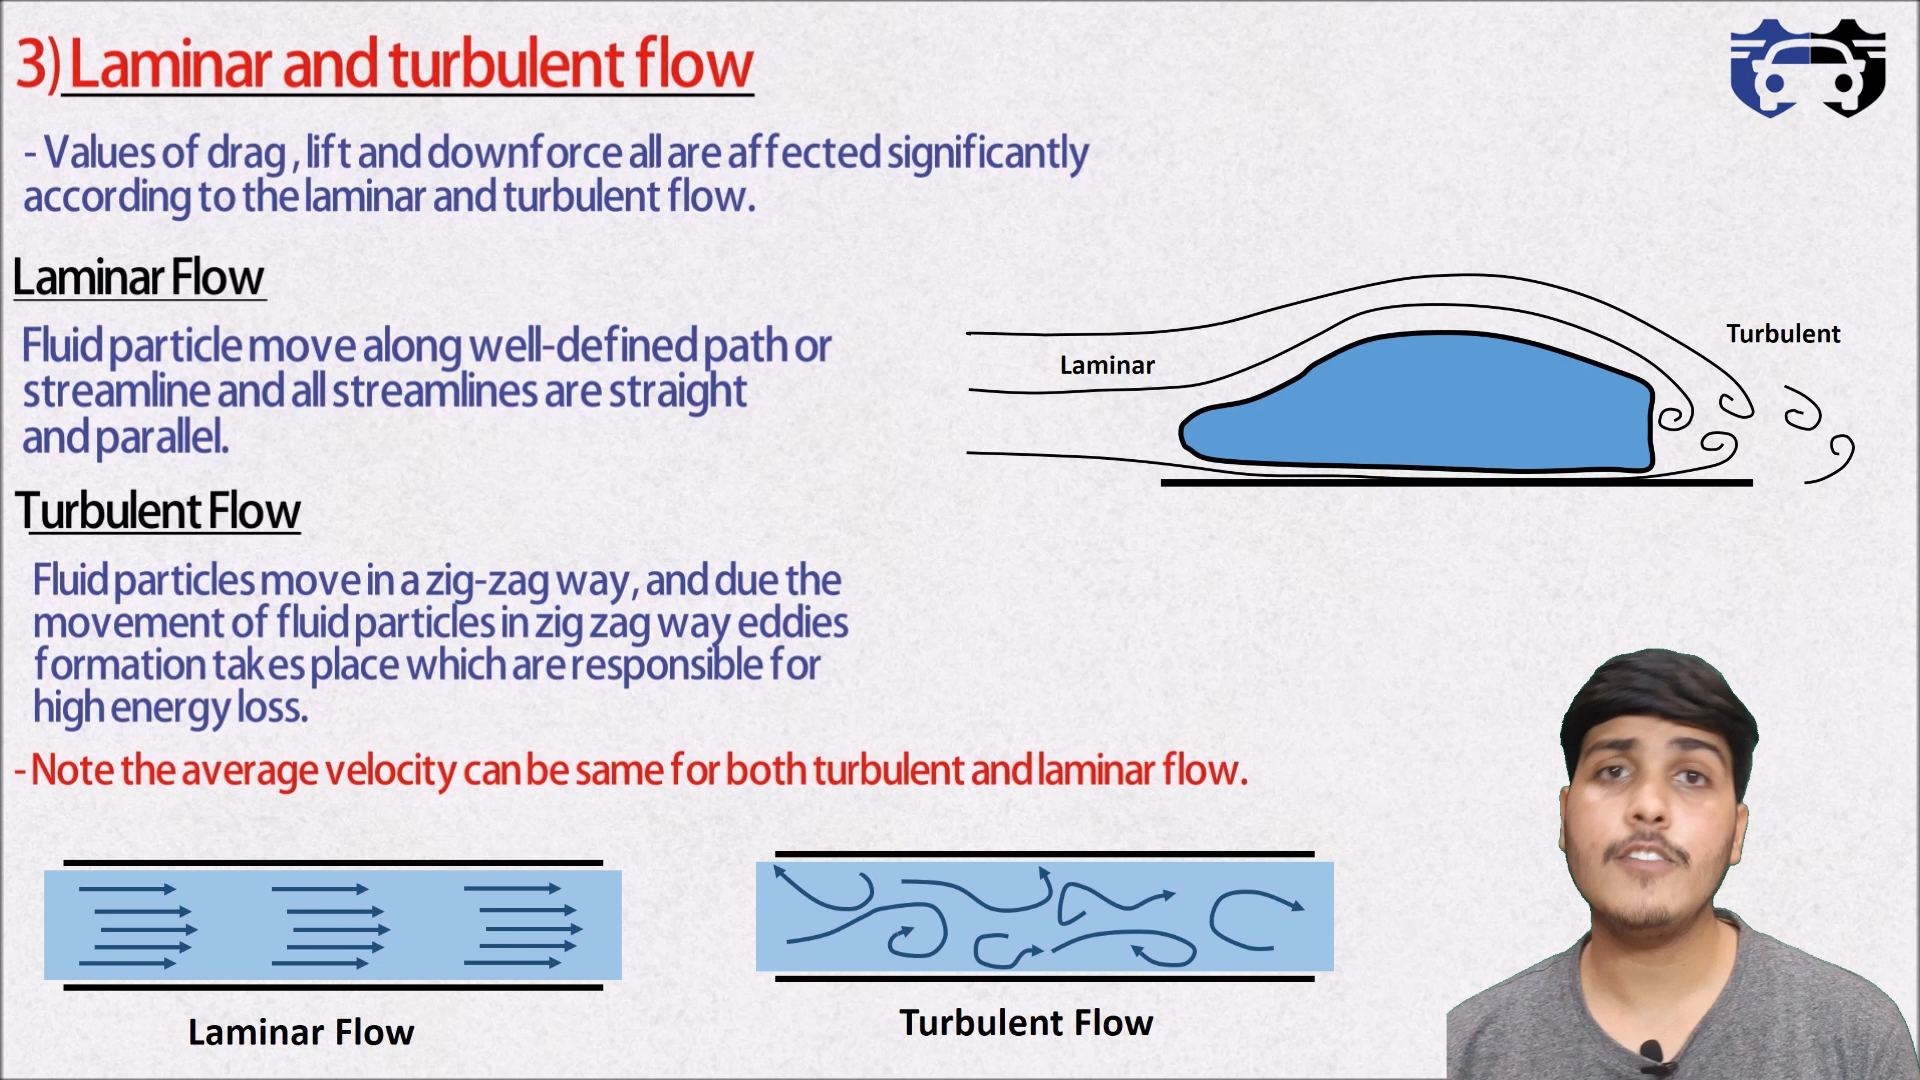 3) Laminar and turbulent flow
- Values of drag , lift and downforce all are affected significantly
according to the laminar and turbulent flow.
Laminar Flow
Fluid particle move along well-defined path or
streamline and all streamlines are straight
and parallel.
Laminar
Turbulent
Turbulent Flow
Fluid particles move in a zig-zag way, and due the
movement of fluid particles in zig zag way eddies
formation takes place which are responsible for
high energy loss.
- Note the average velocity can be same for both turbulent and laminar flow.
Laminar Flow
Turbulent Flow